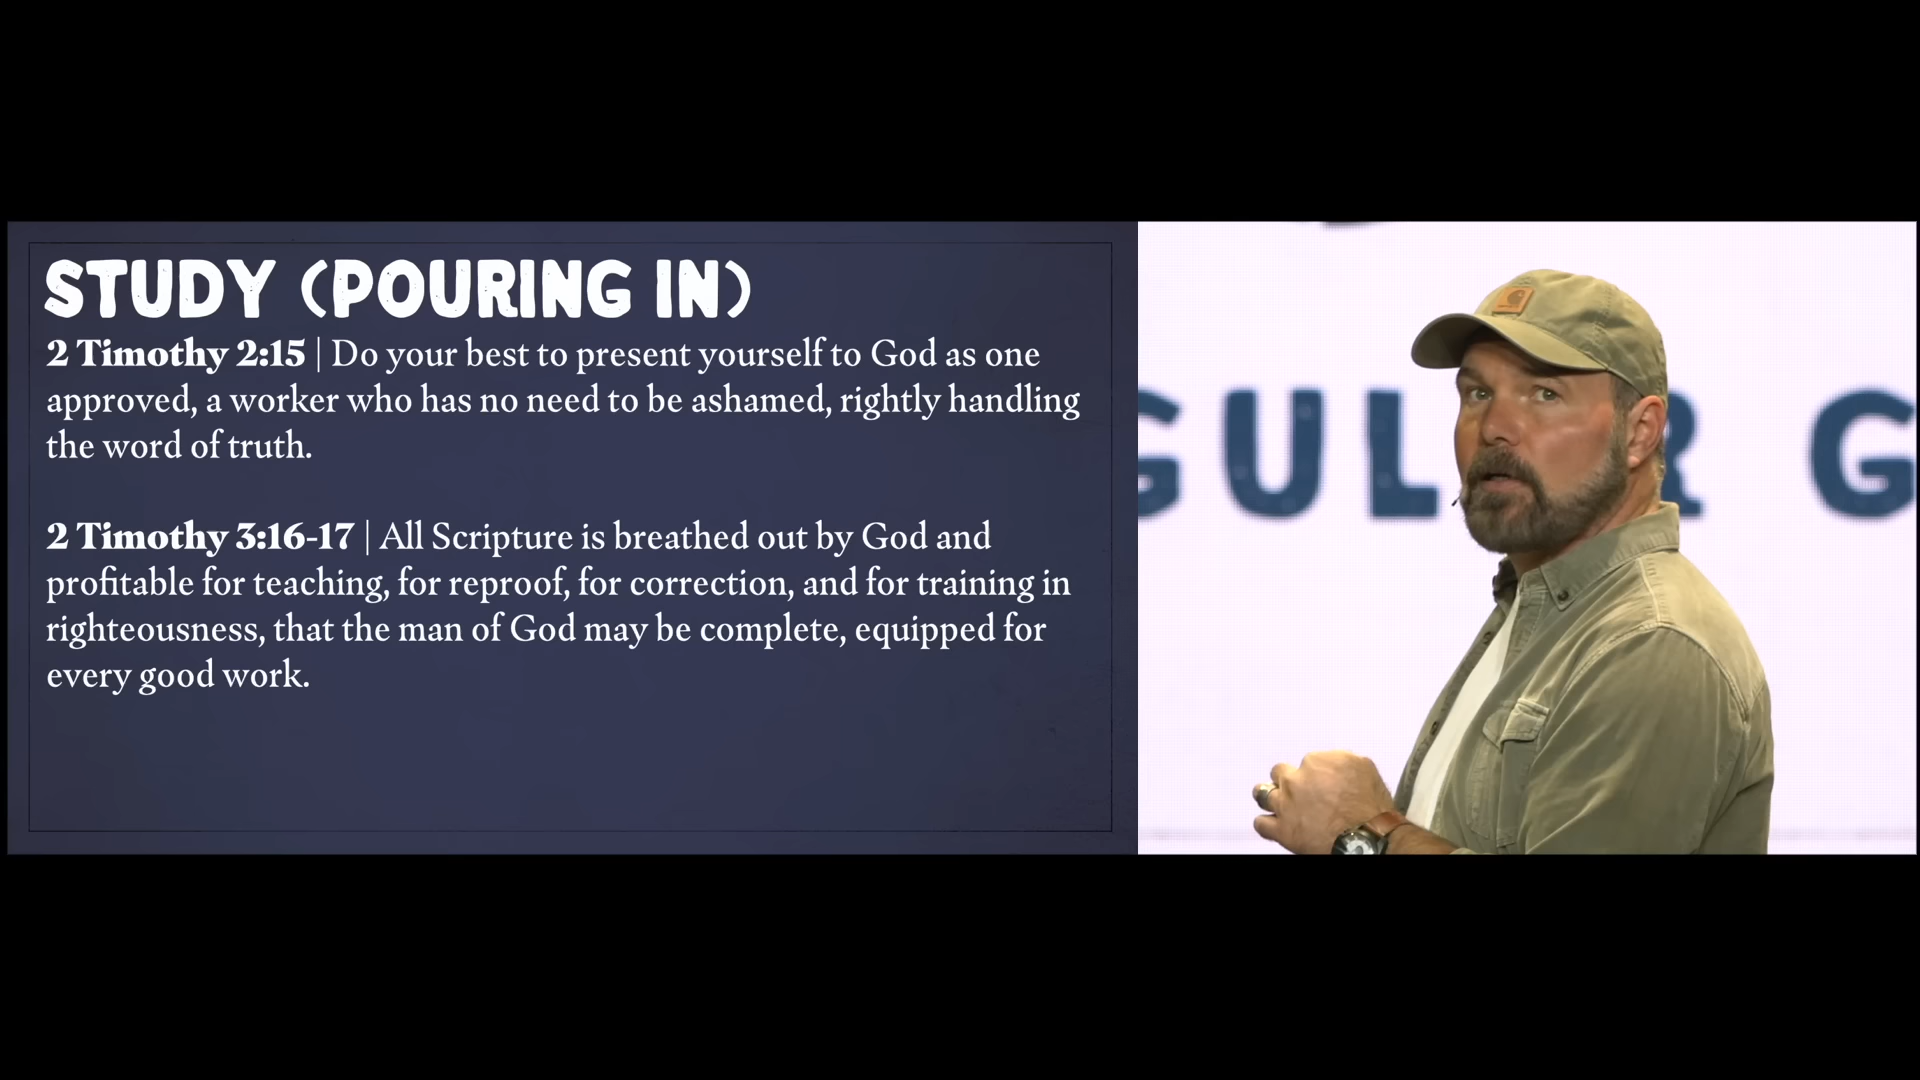 STUDY (POURING IN)
2 Timothy 2:15 | Do your best to present yourself to God as one
approved, a worker who has no need to be ashamed, rightly handling
the word of truth.
2 Timothy 3:16-17 | All Scripture is breathed out by God and
profitable for teaching, for reproof, for correction, and for training in
righteousness, that the man of God may be complete, equipped for
every good work.
GUL R G